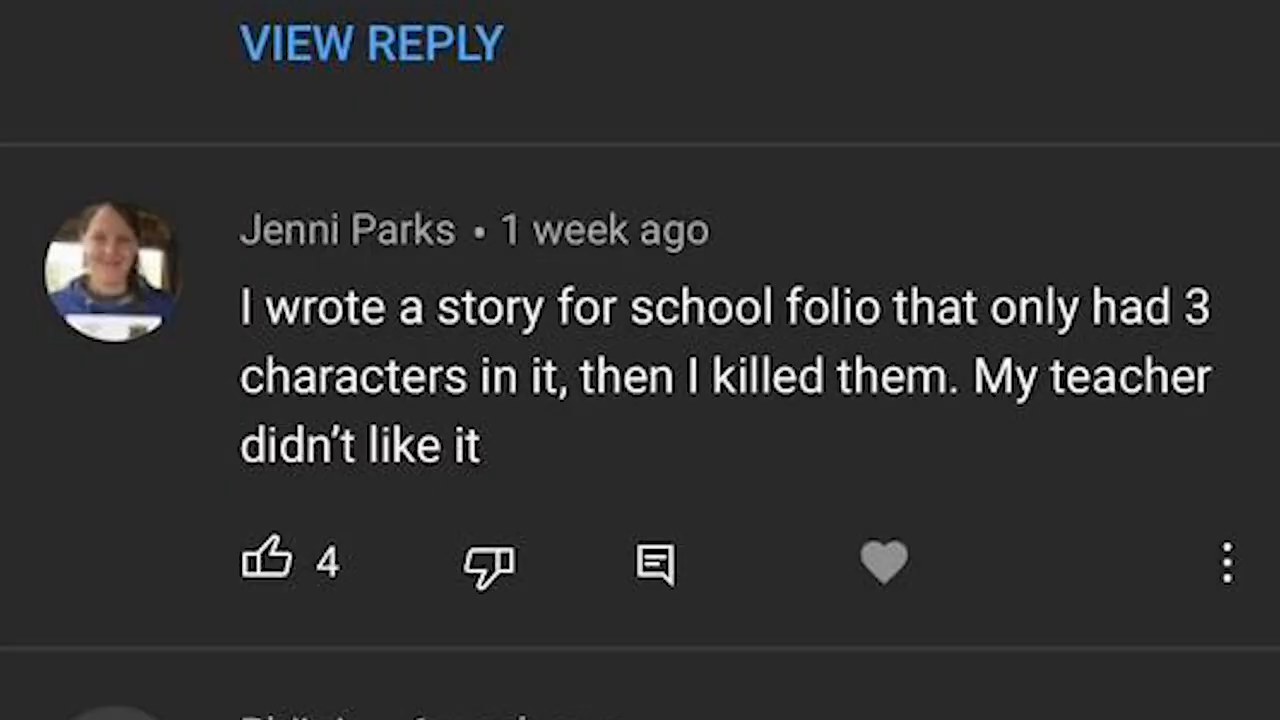 VIEW REPLY
Jenni Parks • 1 week ago
I wrote a story for school folio that only had 3
characters in it, then I killed them. My teacher
didn’t like it
4